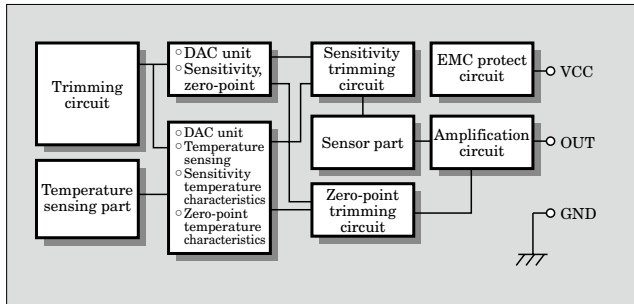 Trimming
circuit
○ DAC unit
○ Sensitivity,
zero-point
Sensitivity
trimming
circuit
EMC protect
circuit
VCC
Temperature
sensing part
○ DAC unit
○ Temperature
sensing
○ Sensitivity
temperature
characteristics
○ Zero-point
temperature
characteristics
Sensor part
Amplification
circuit
OUT
Zero-point
trimming
circuit
GND